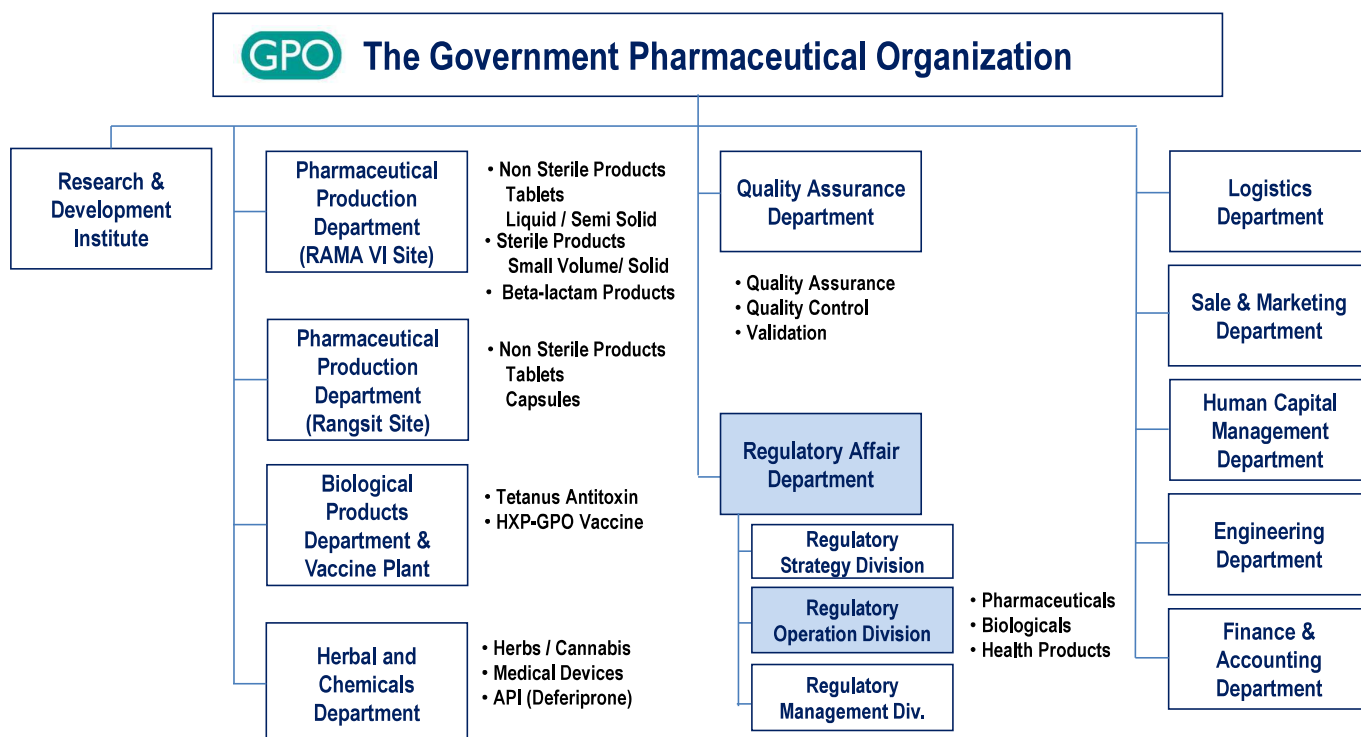 GPO The Government Pharmaceutical Organization
Research &
Development
Institute
Pharmaceutical
Production
Department
(RAMA VI Site)
• Non Sterile Products
Tablets
Liquid / Semi Solid
• Sterile Products
Small Volume/ Solid
• Beta-lactam Products
Pharmaceutical
Production
Department
(Rangsit Site)
• Non Sterile Products
Tablets
Capsules
Biological
Products
Department &
Vaccine Plant
• Tetanus Antitoxin
• HXP-GPO Vaccine
Herbal and
Chemicals
Department
• Herbs / Cannabis
• Medical Devices
• API (Deferiprone)
Quality Assurance
Department
• Quality Assurance
• Quality Control
• Validation
Regulatory Affair
Department
Regulatory
Strategy Division
Regulatory
Operation Division
• Pharmaceuticals
• Biologicals
• Health Products
Regulatory
Management Div.
Logistics
Department
Sale & Marketing
Department
Human Capital
Management
Department
Engineering
Department
Finance &
Accounting
Department